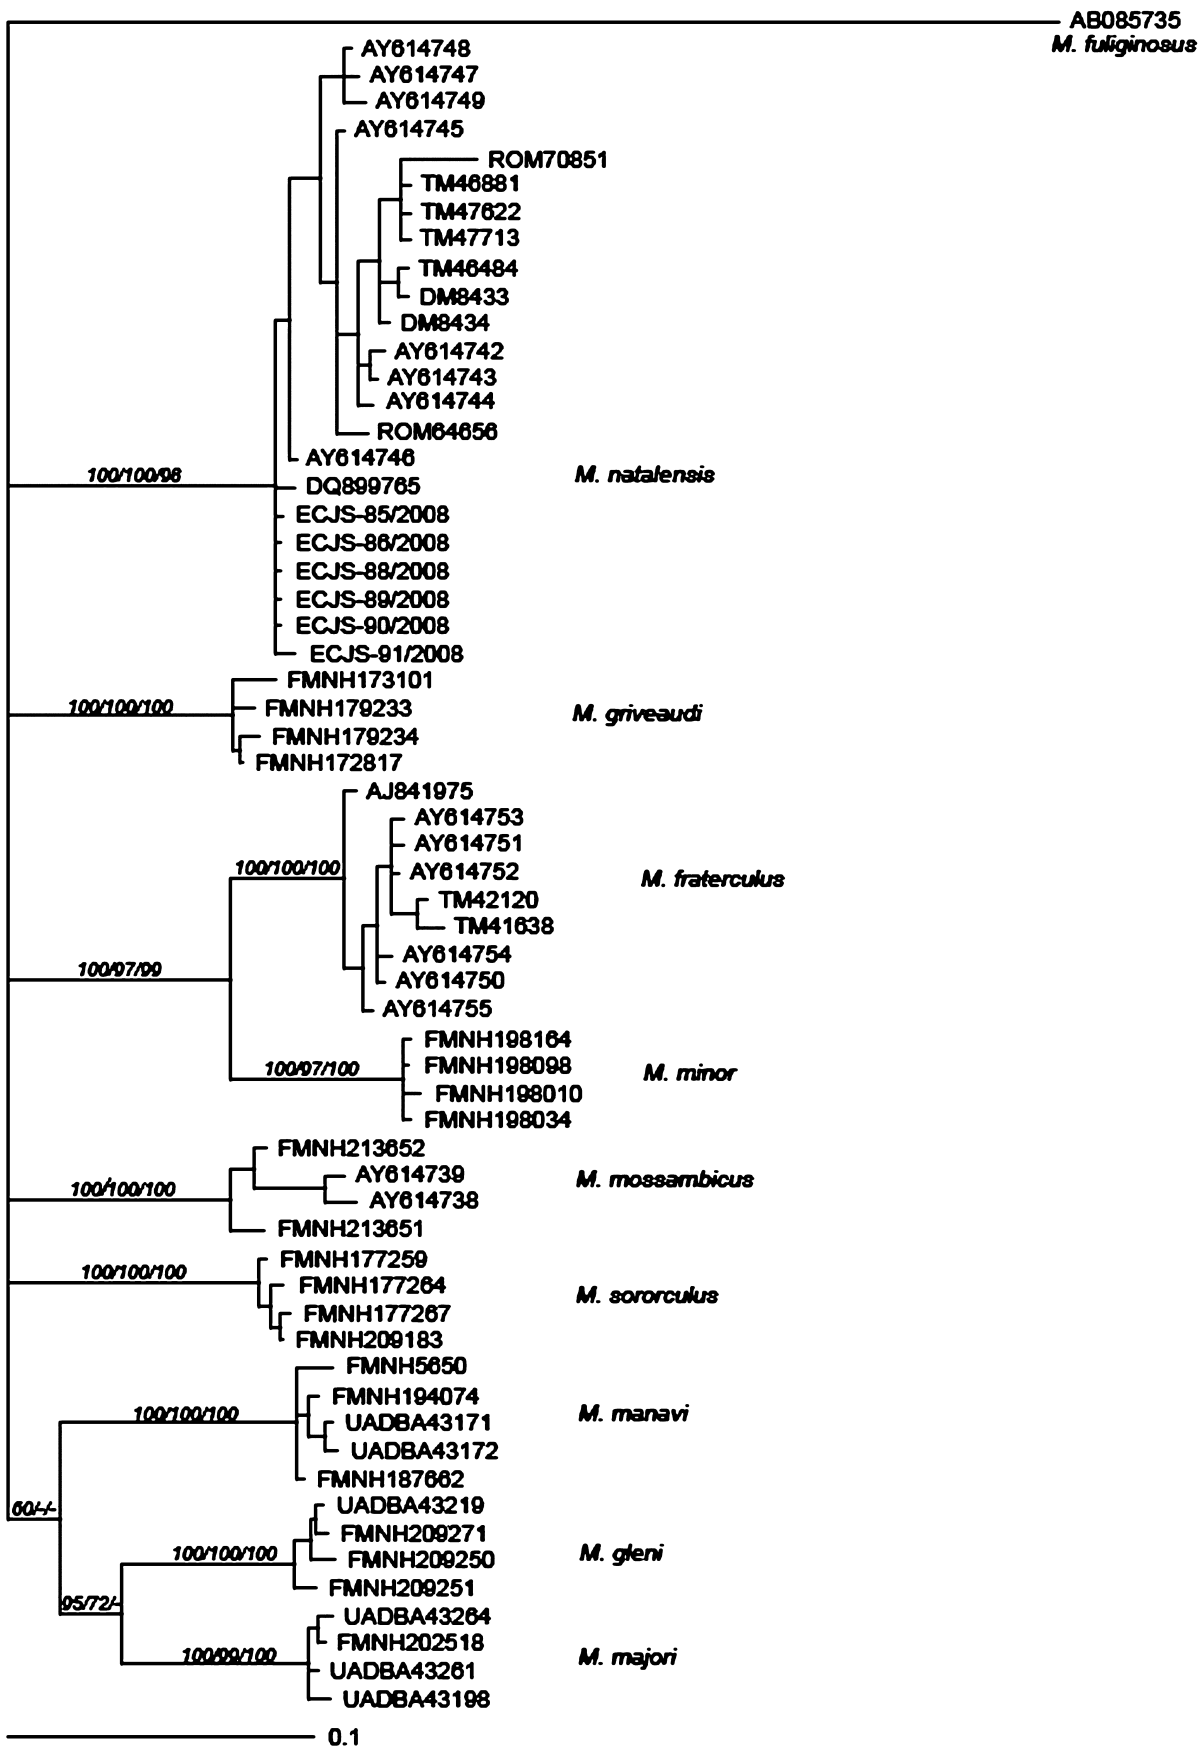 AB085735
M. fuliginosus
AY614748
AY614747
AY614749
AY614745
ROM70851
TM46881
TM47622
TM47713
TM46484
DM8433
DM8434
AY614742
AY614743
AY614744
ROM64656
AY614746
100/100/96 M. natalensis
DQ899765
ECJS-85/2008
ECJS-86/2008
ECJS-88/2008
ECJS-89/2008
ECJS-90/2008
ECJS-91/2008
FMNH173101
100/100/100 FMNH179233 M. griveaudi
FMNH179234
FMNH172817
AJ841975
AY614753
AY614751
100/100/100 AY614752 M. fraterculus
TM42120
TM41638
AY614754
100/97/99
AY614750
AY614755
FMNH198164
100/97/100 FMNH198098 M. minor
FMNH198010
FMNH198034
FMNH213652
AY614739 M. mossambicus
100/100/100
AY614738
FMNH213651
FMNH177259
100/100/100
FMNH177264 M. sororculus
FMNH177267
FMNH209183
FMNH5650
FMNH194074
100/100/100 M. manavi
UADBA43171
UADBA43172
FMNH187662
60/-/-
UADBA43219
FMNH209271
100/100/100 FMNH209250 M. gleni
FMNH209251
95/72/-
UADBA43264
FMNH202518
100/99/100 M. majori
UADBA43261
UADBA43198
0.1